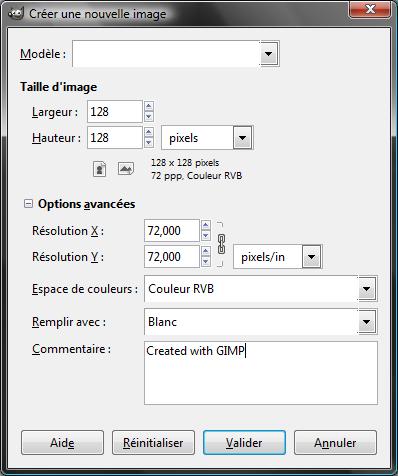 Créer une nouvelle image
Modèle :
Taille d'image
Largeur : 128
Hauteur : 128 pixels
128 x 128 pixels
72 ppp, Couleur RVB
Options avancées
Résolution X : 72,000
Résolution Y : 72,000 pixels/in
Espace de couleurs : Couleur RVB
Remplir avec : Blanc
Commentaire : Created with GIMP
Aide Réinitialiser Valider Annuler